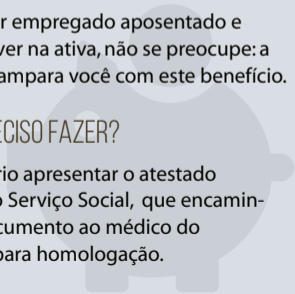 r empregado aposentado e
ver na ativa, não se preocupe: a
ampara você com este benefício.
ECISO FAZER?
rio apresentar o atestado
o Serviço Social, que encamin-
cumento ao médico do
para homologação.